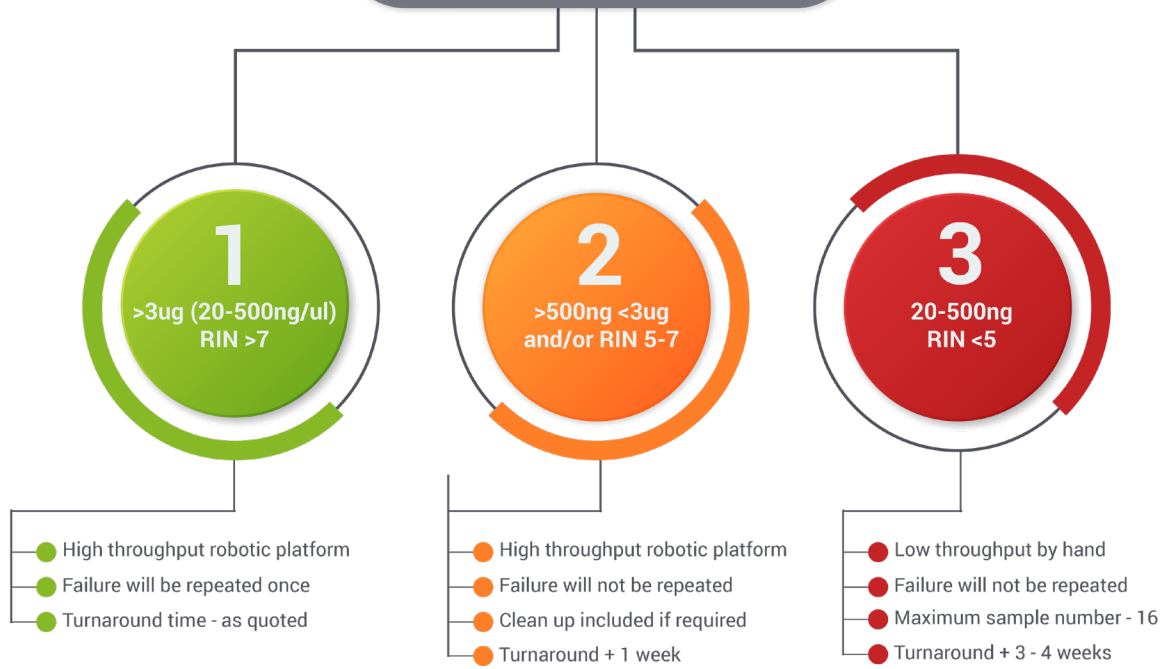 1
>3ug (20-500ng/ul)
RIN >7
High throughput robotic platform
Failure will be repeated once
Turnaround time - as quoted
2
>500ng <3ug
and/or RIN 5-7
High throughput robotic platform
Failure will not be repeated
Clean up included if required
Turnaround + 1 week
3
20-500ng
RIN <5
Low throughput by hand
Failure will not be repeated
Maximum sample number - 16
Turnaround + 3 - 4 weeks